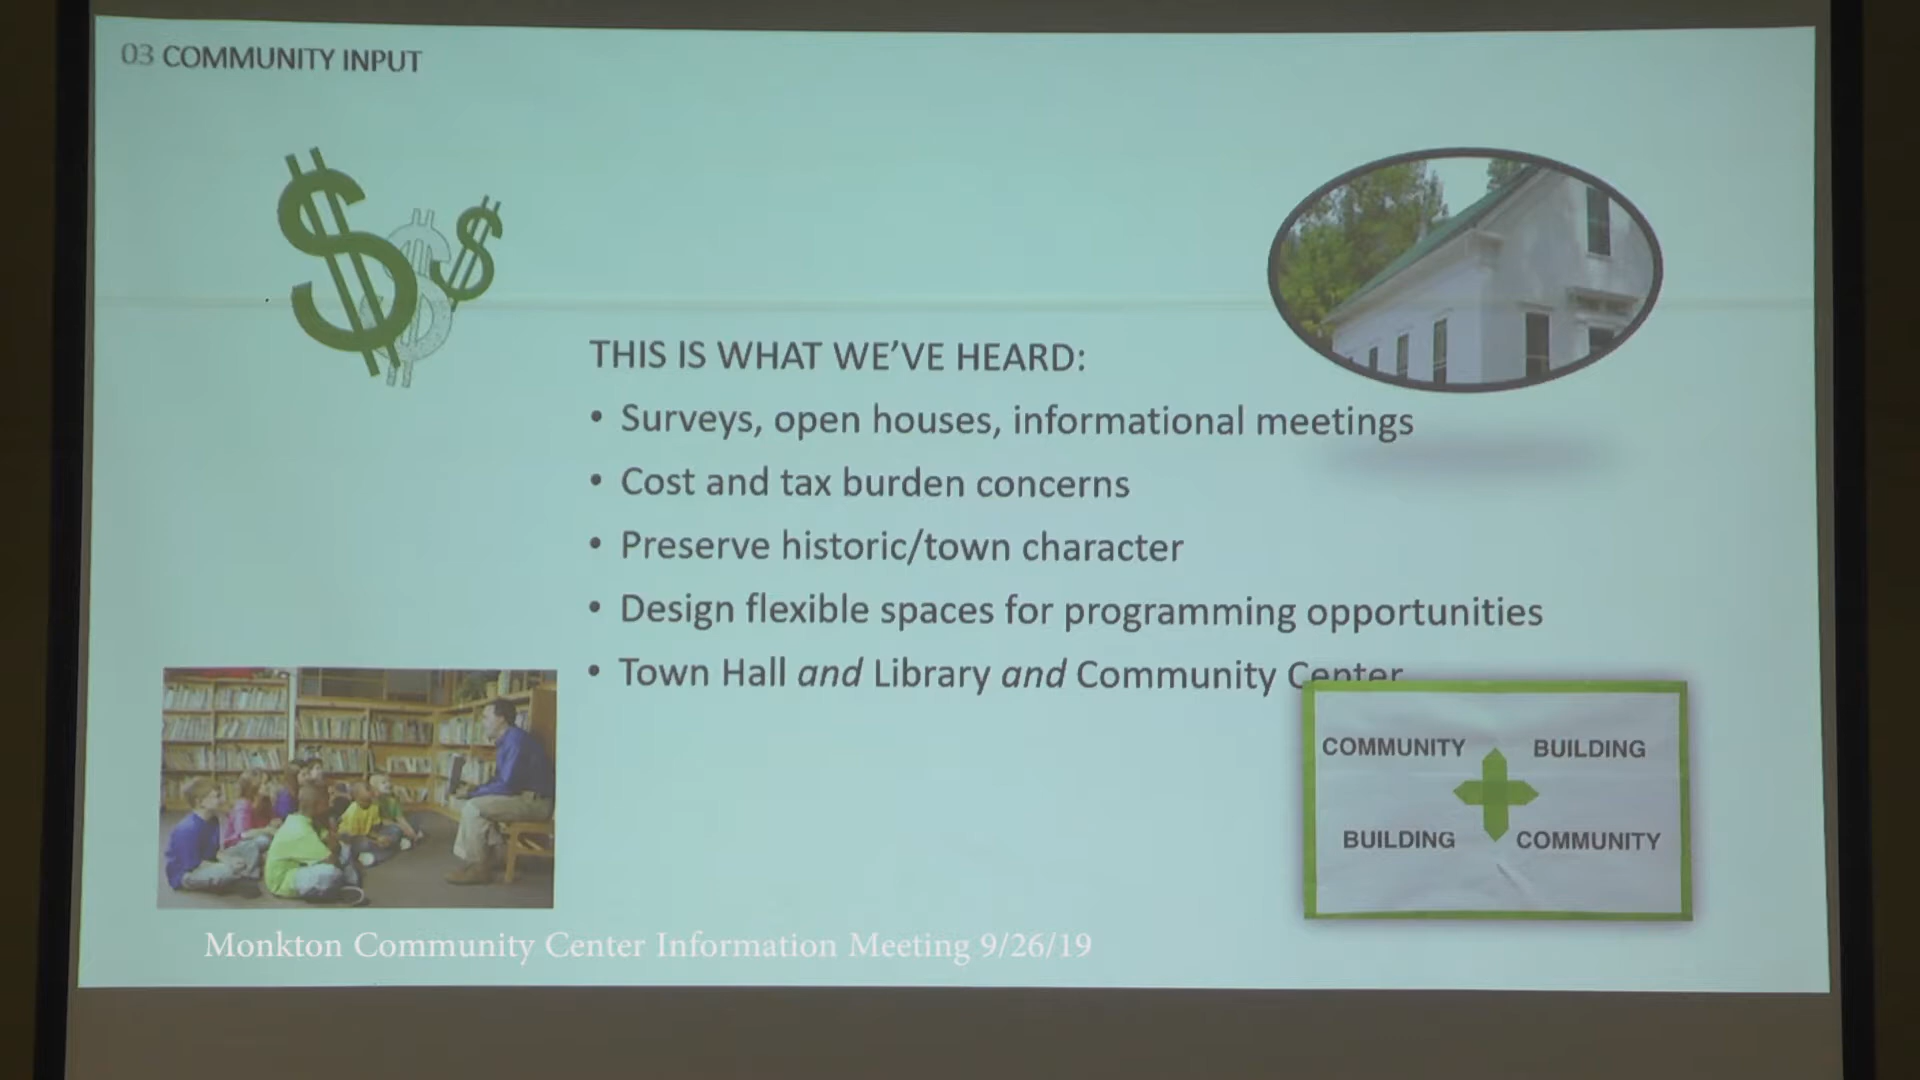 03 COMMUNITY INPUT
THIS IS WHAT WE’VE HEARD:
• Surveys, open houses, informational meetings
• Cost and tax burden concerns
• Preserve historic/town character
• Design flexible spaces for programming opportunities
• Town Hall and Library and Community Center
COMMUNITY BUILDING
BUILDING COMMUNITY
Monkton Community Center Information Meeting 9/26/19